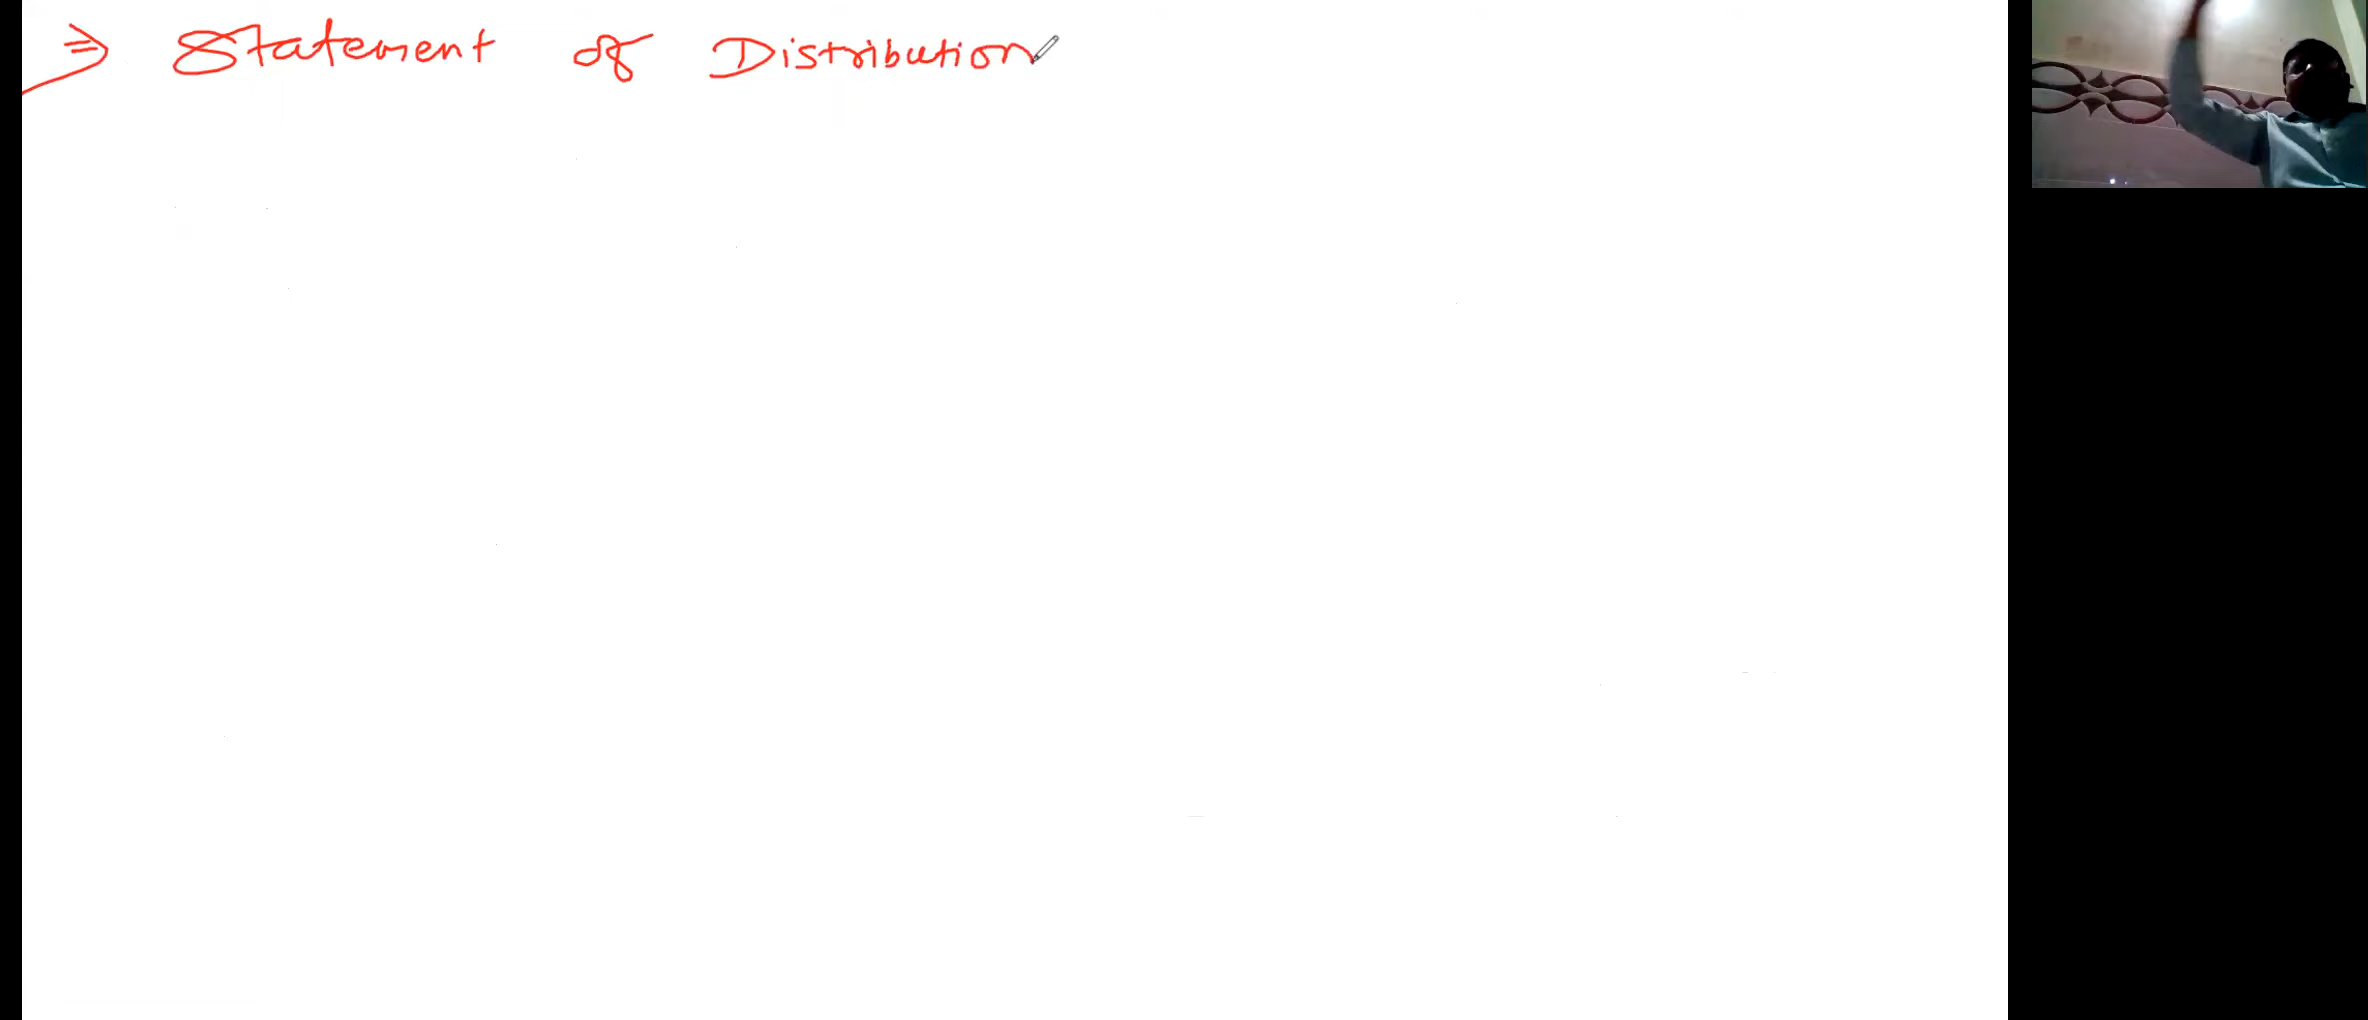 ⇒ Statement of Distribution